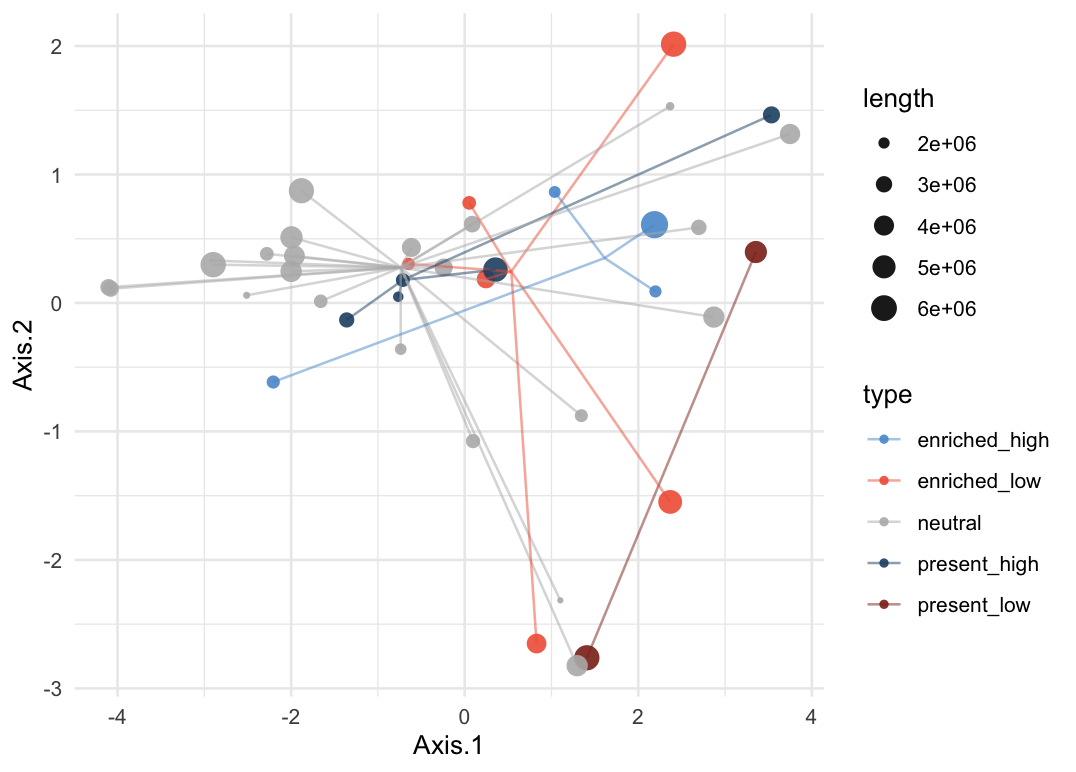 2
1
0
-1
-2
-3
Axis.2
-4
-2
0
2
4
Axis.1
length
2e+06
3e+06
4e+06
5e+06
6e+06
type
enriched_high
enriched_low
neutral
present_high
present_low